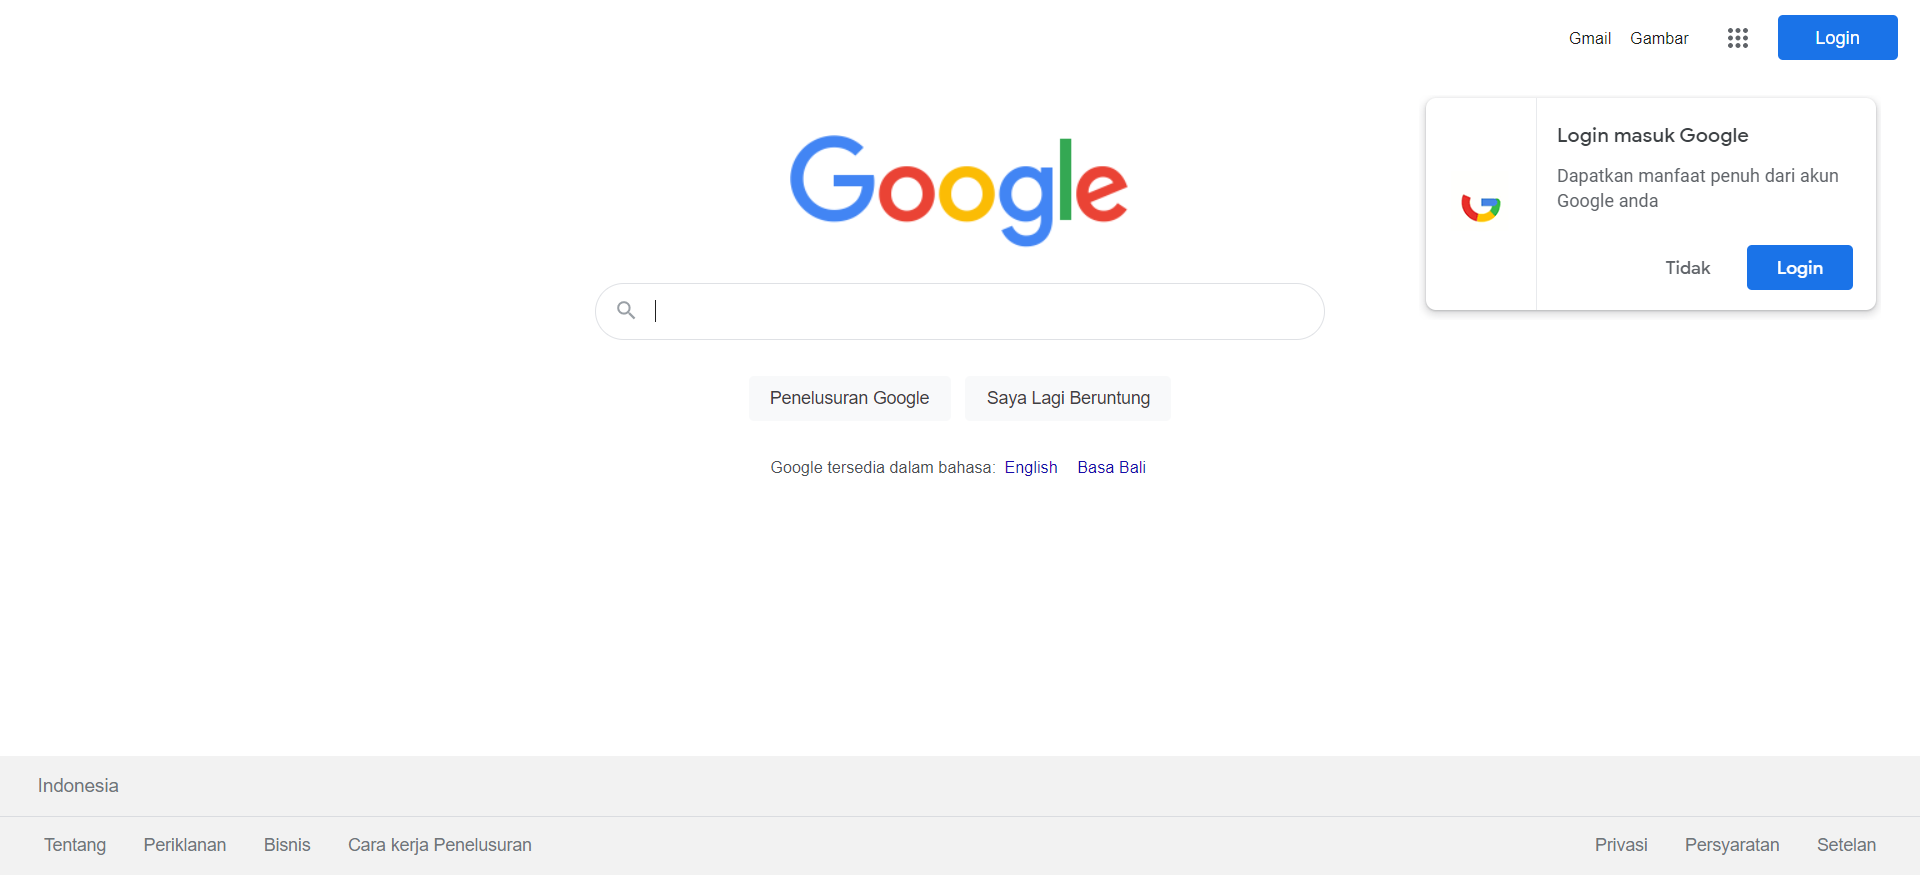 Gmail Gambar Login
Google
Login masuk Google
Dapatkan manfaat penuh dari akun
Google anda
Tidak Login
Penelusuran Google Saya Lagi Beruntung
Google tersedia dalam bahasa: English Basa Bali
Indonesia
Tentang Periklanan Bisnis Cara kerja Penelusuran Privasi Persyaratan Setelan